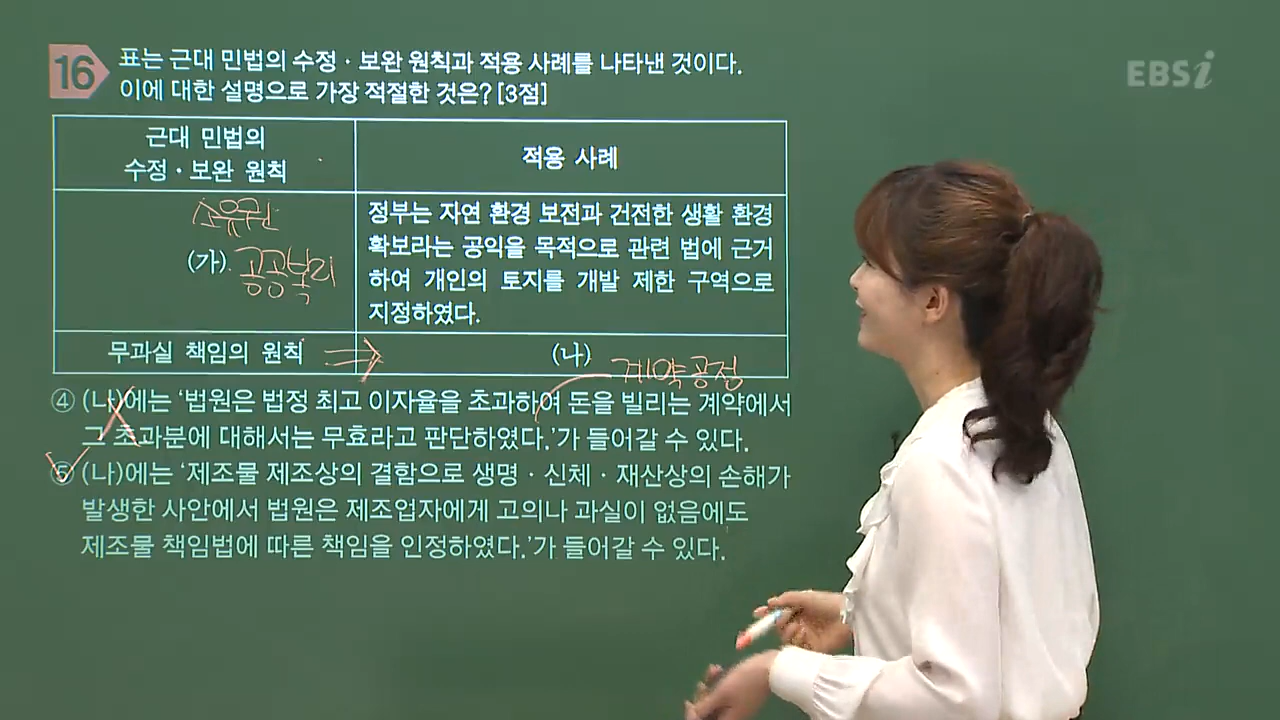 16
표는 근대 민법의 수정·보완 원칙과 적용 사례를 나타낸 것이다.
이에 대한 설명으로 가장 적절한 것은? [3점]
EBSi
근대 민법의
수정·보완 원칙
적용 사례
소유권
(가).
공공복리
정부는 자연 환경 보전과 건전한 생활 환경
확보라는 공익을 목적으로 관련 법에 근거
하여 개인의 토지를 개발 제한 구역으로
지정하였다.
무과실 책임의 원칙
(나)
계약공정
④ (나)에는 '법원은 법정 최고 이자율을 초과하여 돈을 빌리는 계약에서
그 초과분에 대해서는 무효라고 판단하였다.'가 들어갈 수 있다.
⑤ (나)에는 '제조물 제조상의 결함으로 생명·신체·재산상의 손해가
발생한 사안에서 법원은 제조업자에게 고의나 과실이 없음에도
제조물 책임법에 따른 책임을 인정하였다.'가 들어갈 수 있다.